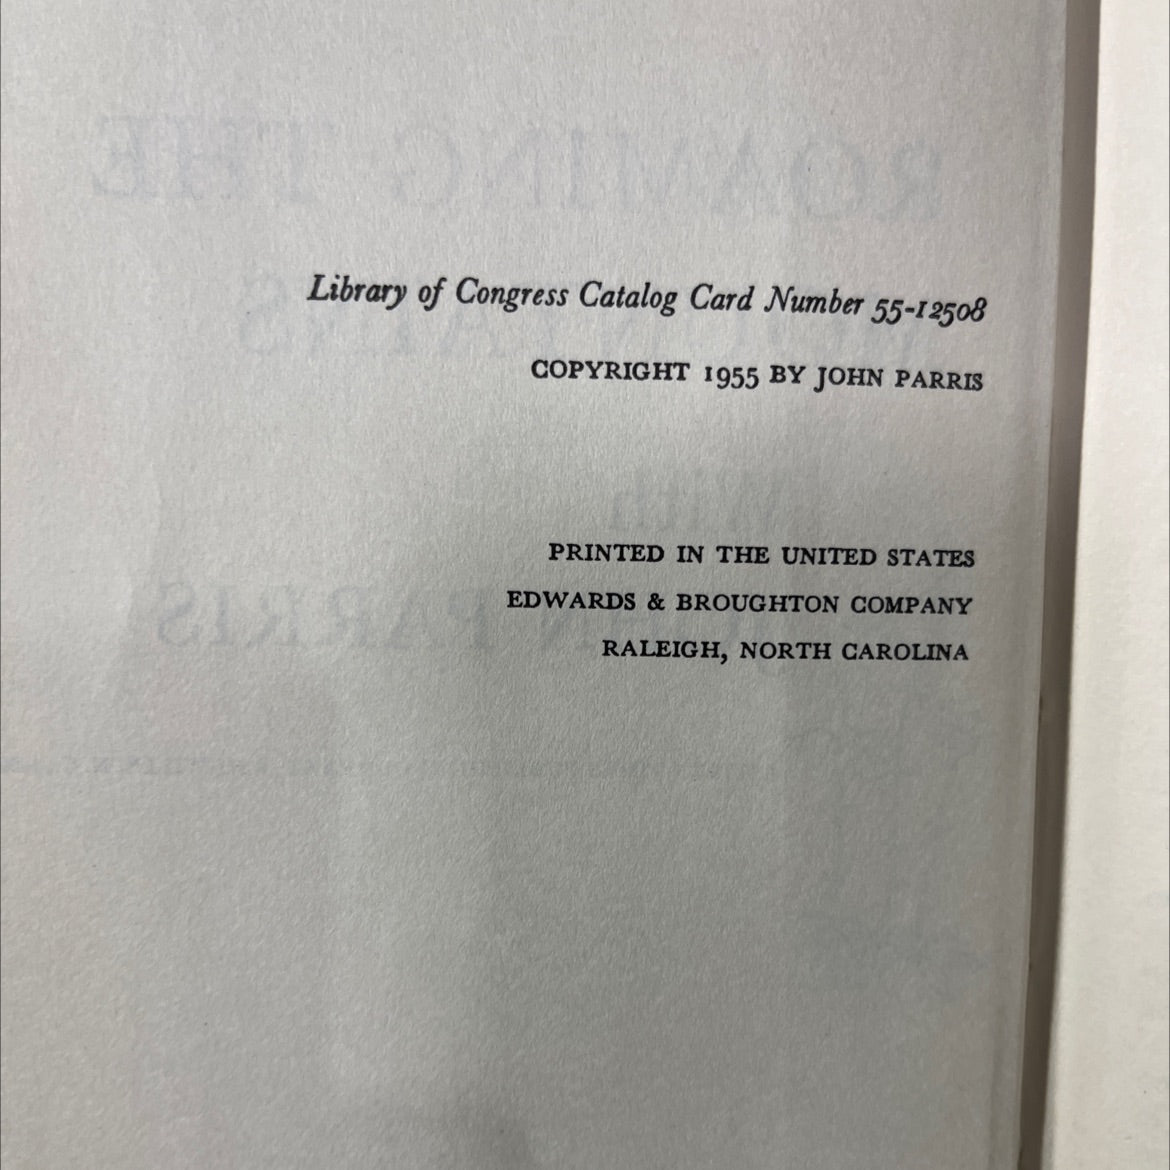 Library of Congress Catalog Card Number 55-12508
COPYRIGHT 1955 BY JOHN PARRIS
PRINTED IN THE UNITED STATES
EDWARDS & BROUGHTON COMPANY
RALEIGH, NORTH CAROLINA